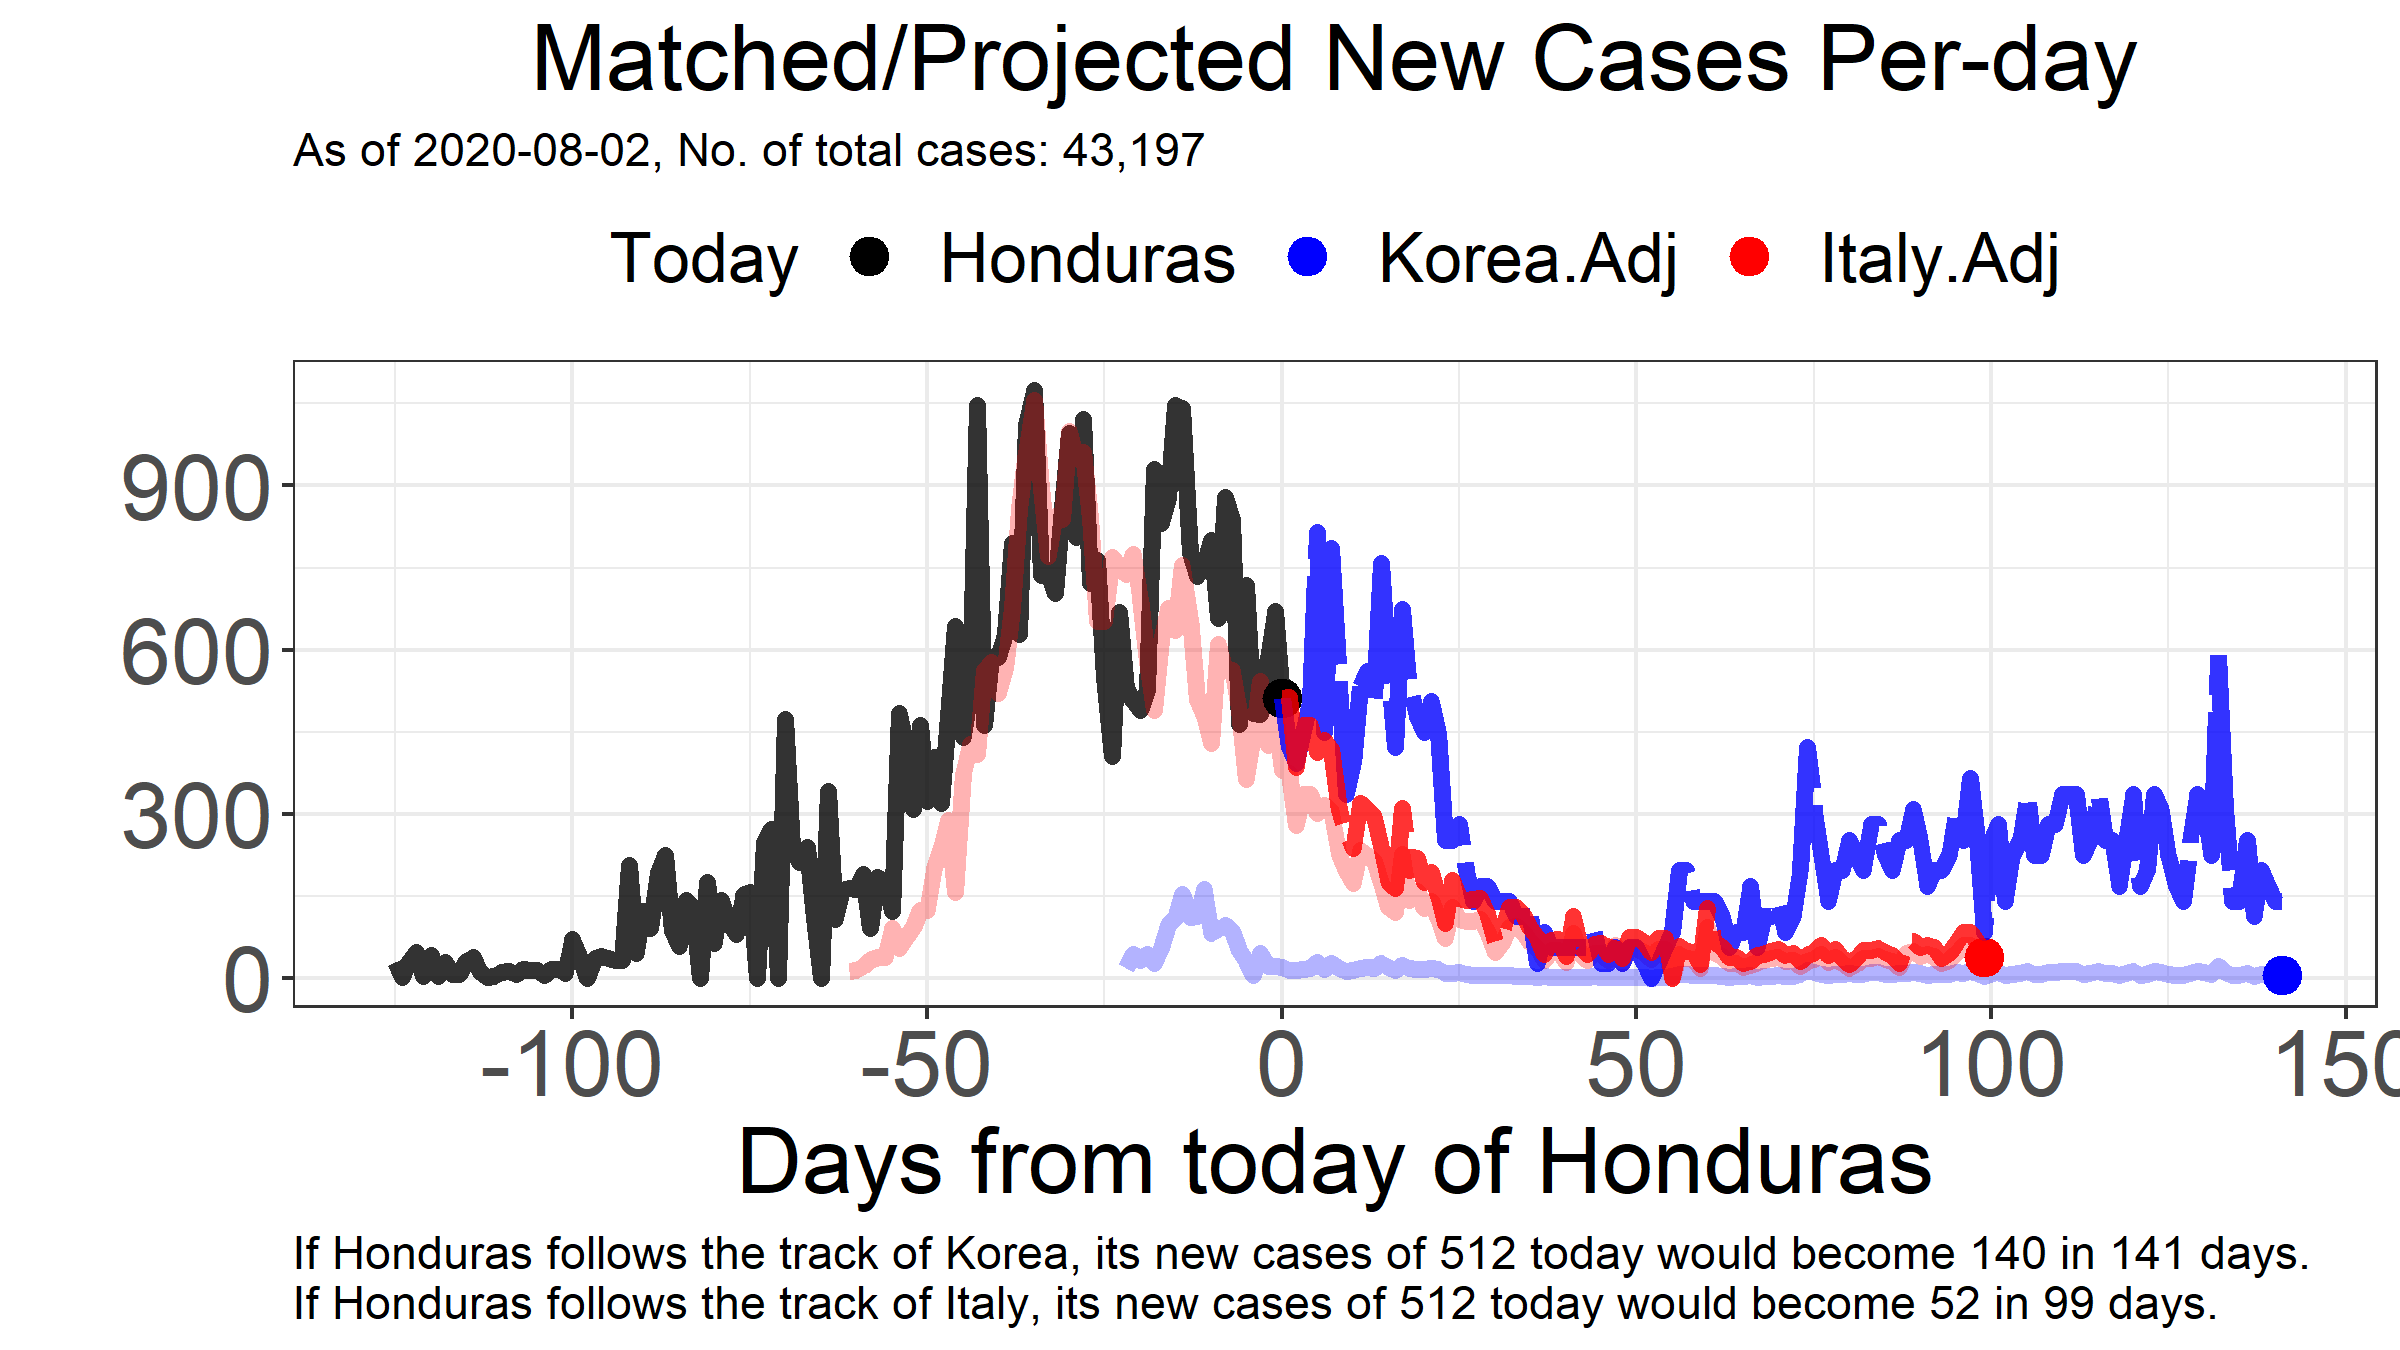 Matched/Projected New Cases Per-day
As of 2020-08-02, No. of total cases: 43,197
Today Honduras Korea.Adj Italy.Adj
900
600
300
0
-100 -50 0 50 100 150
Days from today of Honduras
If Honduras follows the track of Korea, its new cases of 512 today would become 140 in 141 days.
If Honduras follows the track of Italy, its new cases of 512 today would become 52 in 99 days.